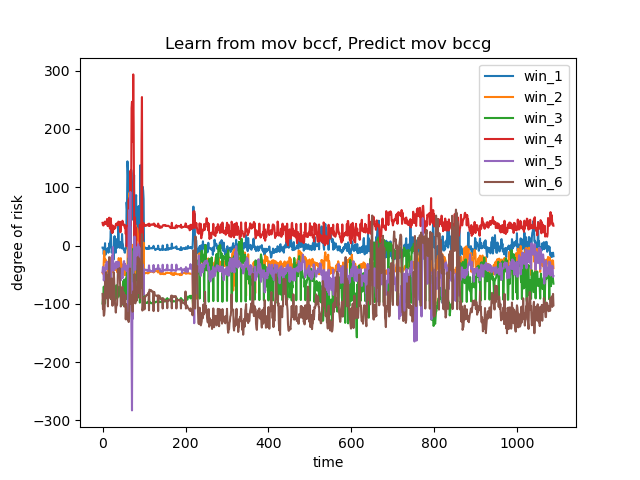 Learn from mov bccf, Predict mov bccg
degree of risk
300
200
100
0
−100
−200
−300
win_1
win_2
win_3
win_4
win_5
win_6
0
200
400
600
800
1000
time